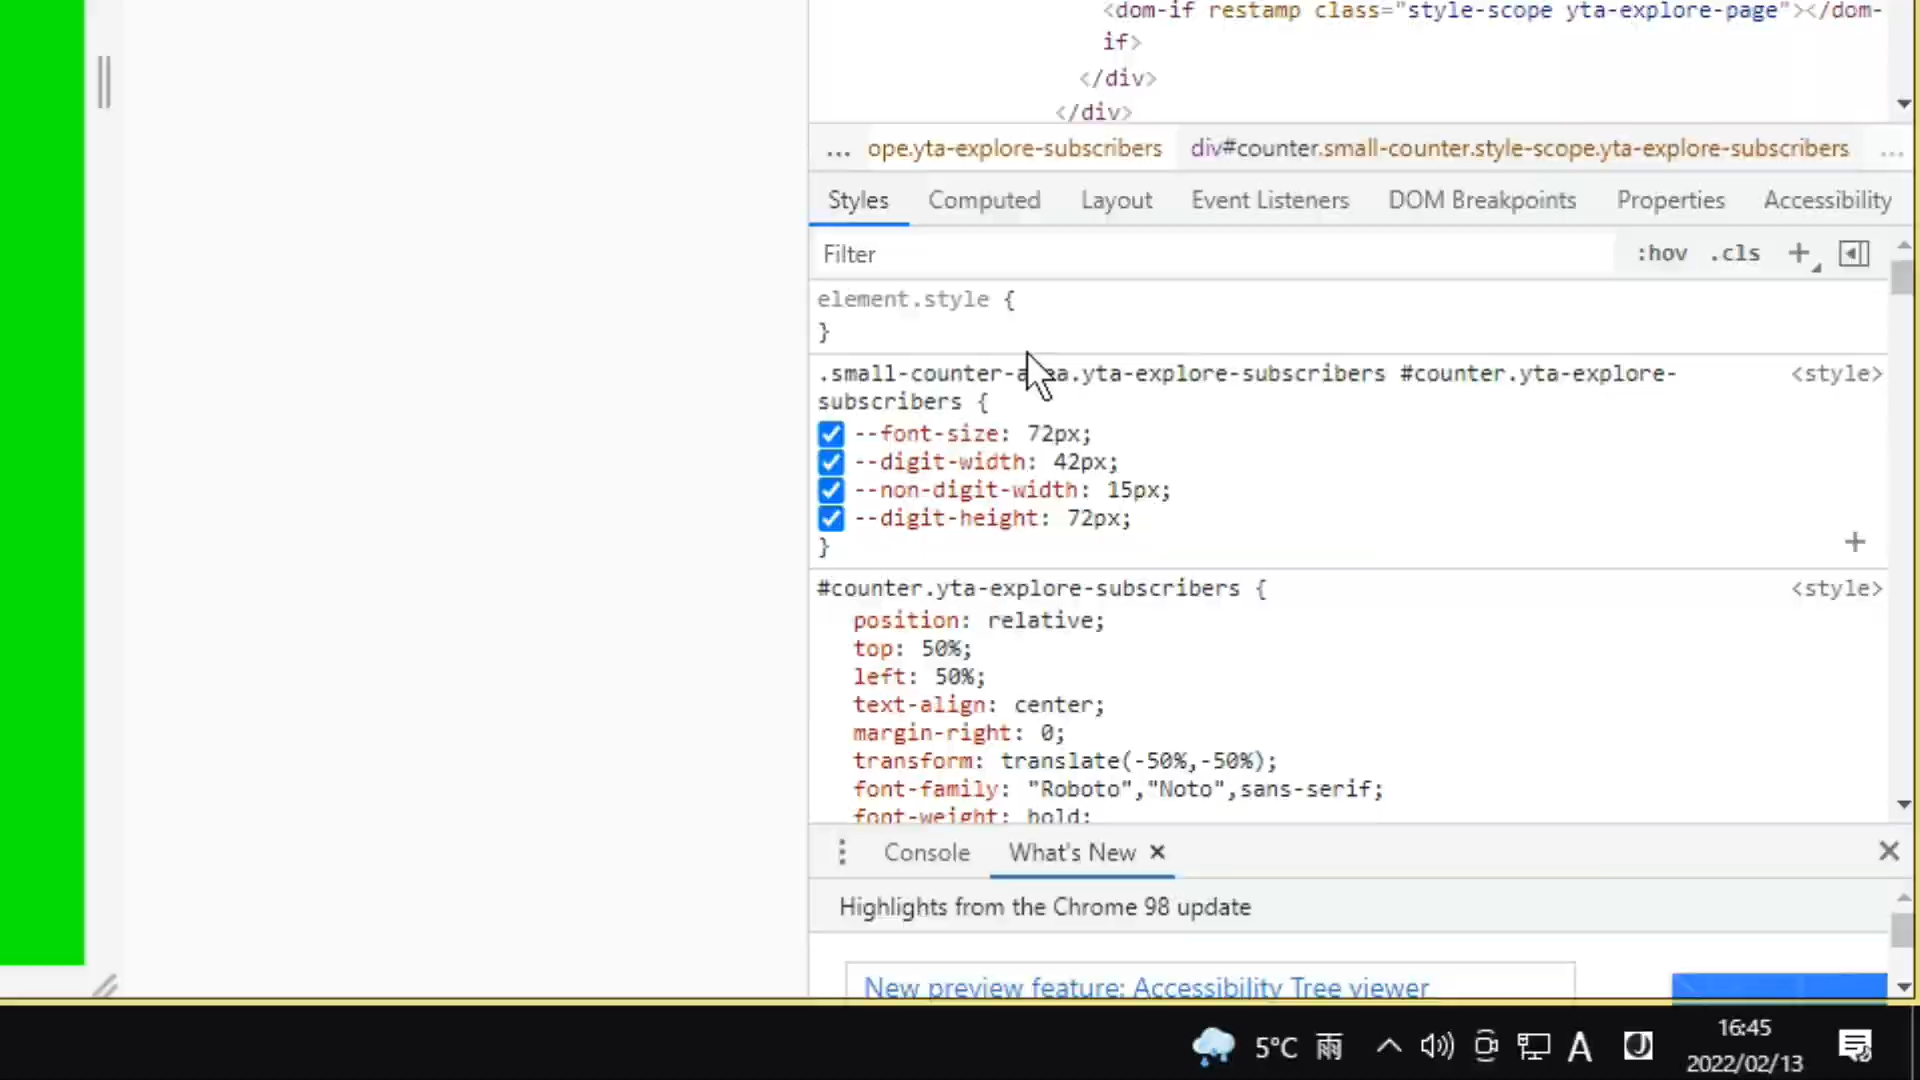 <dom-if restamp class="style-scope yta-explore-page"></dom-
if>
</div>
</div>
... ope.yta-explore-subscribers div#counter.small-counter.style-scope.yta-explore-subscribers ...
Styles Computed Layout Event Listeners DOM Breakpoints Properties Accessibility
Filter :hov .cls +
element.style {
}
.small-counter-a  ea.yta-explore-subscribers #counter.yta-explore- <style>
subscribers {
--font-size: 72px;
--digit-width: 42px;
--non-digit-width: 15px;
--digit-height: 72px;
}
+
#counter.yta-explore-subscribers { <style>
position: relative;
top: 50%;
left: 50%;
text-align: center;
margin-right: 0;
transform: translate(-50%,-50%);
font-family: "Roboto","Noto",sans-serif;
font-weight: bold;
Console What's New ×
Highlights from the Chrome 98 update
New preview feature: Accessibility Tree viewer
5°C 雨 A 16:45
2022/02/13